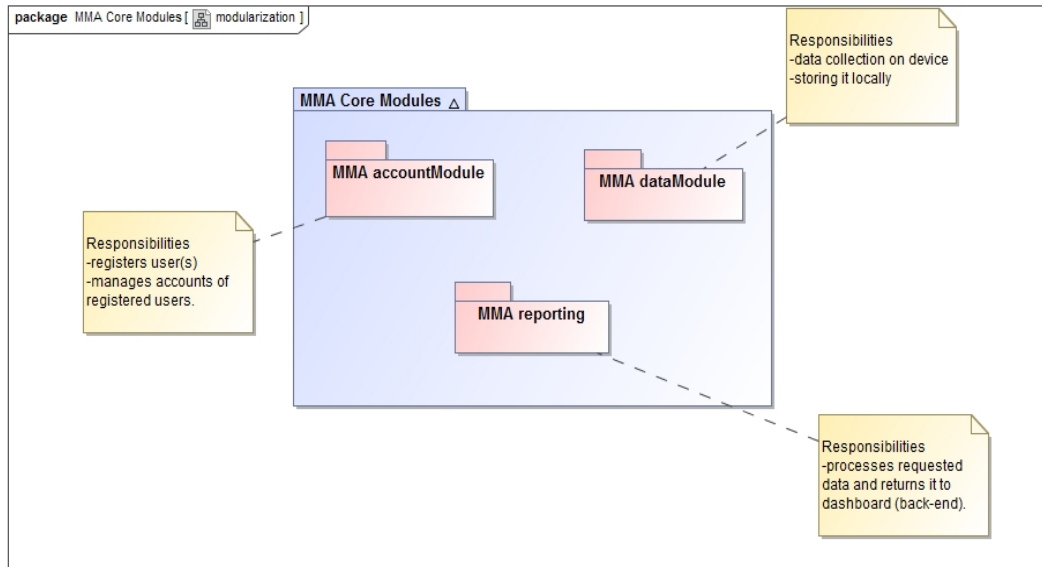 package MMA Core Modules [ modularization ]
Responsibilities
-data collection on device
-storing it locally
MMA Core Modules
MMA accountModule
MMA dataModule
Responsibilities
-registers user(s)
-manages accounts of
registered users.
MMA reporting
Responsibilities
-processes requested
data and returns it to
dashboard (back-end).